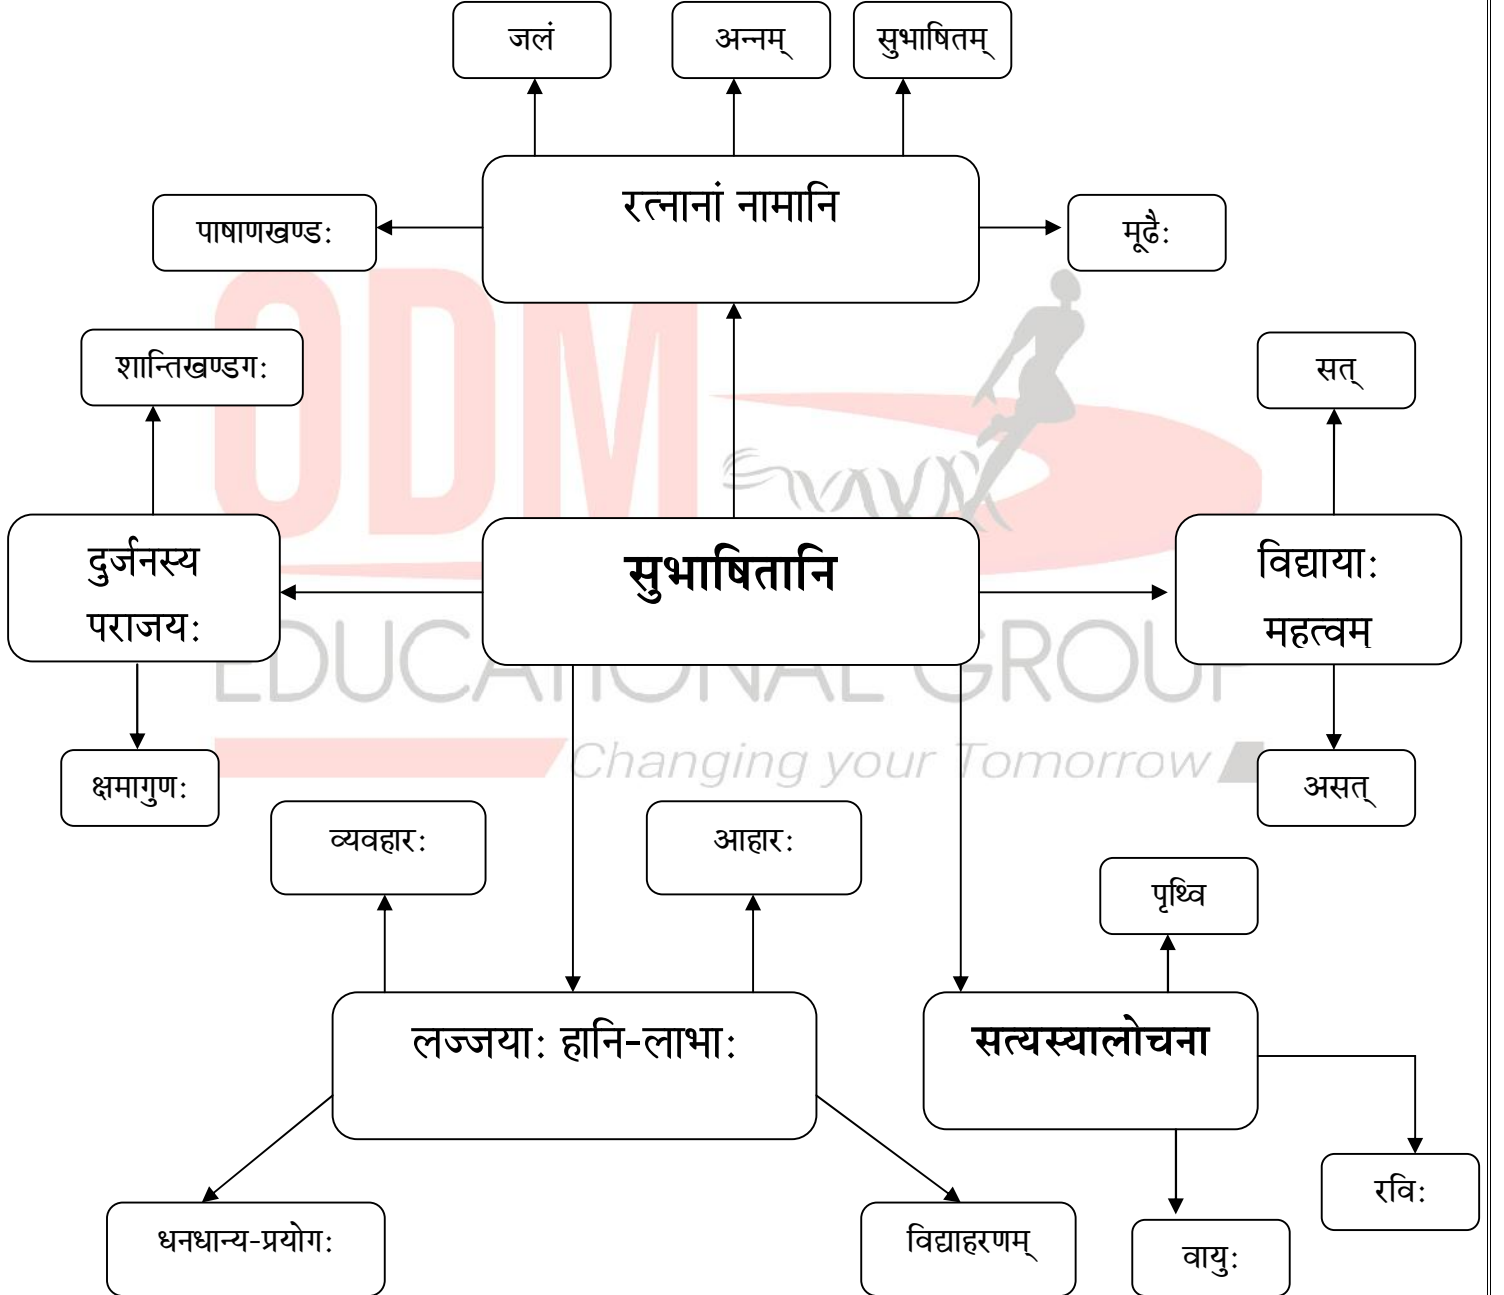 जलं
अन्नम्
सुभाषितम्
रत्नानां नामानि
पाषाणखण्डः
मूढैः
ODM
शान्तिखण्डगः
सत्
दुर्जनस्य
पराजयः
सुभाषितानि
विद्यायाः
महत्वम्
EDUCATIONAL GROUP
Changing your Tomorrow
क्षमागुणः
असत्
व्यवहारः
आहारः
पृथ्वि
लज्जयाः हानि-लाभाः
सत्यस्यालोचना
रविः
धनधान्य-प्रयोगः
विद्याहरणम्
वायुः